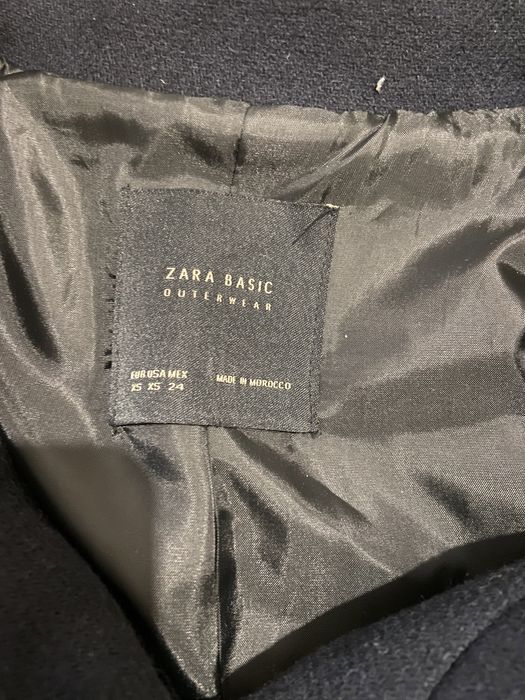 ZARA BASIC
OUTERWEAR
EUR USA MEX
XS XS 24
MADE IN MOROCCO